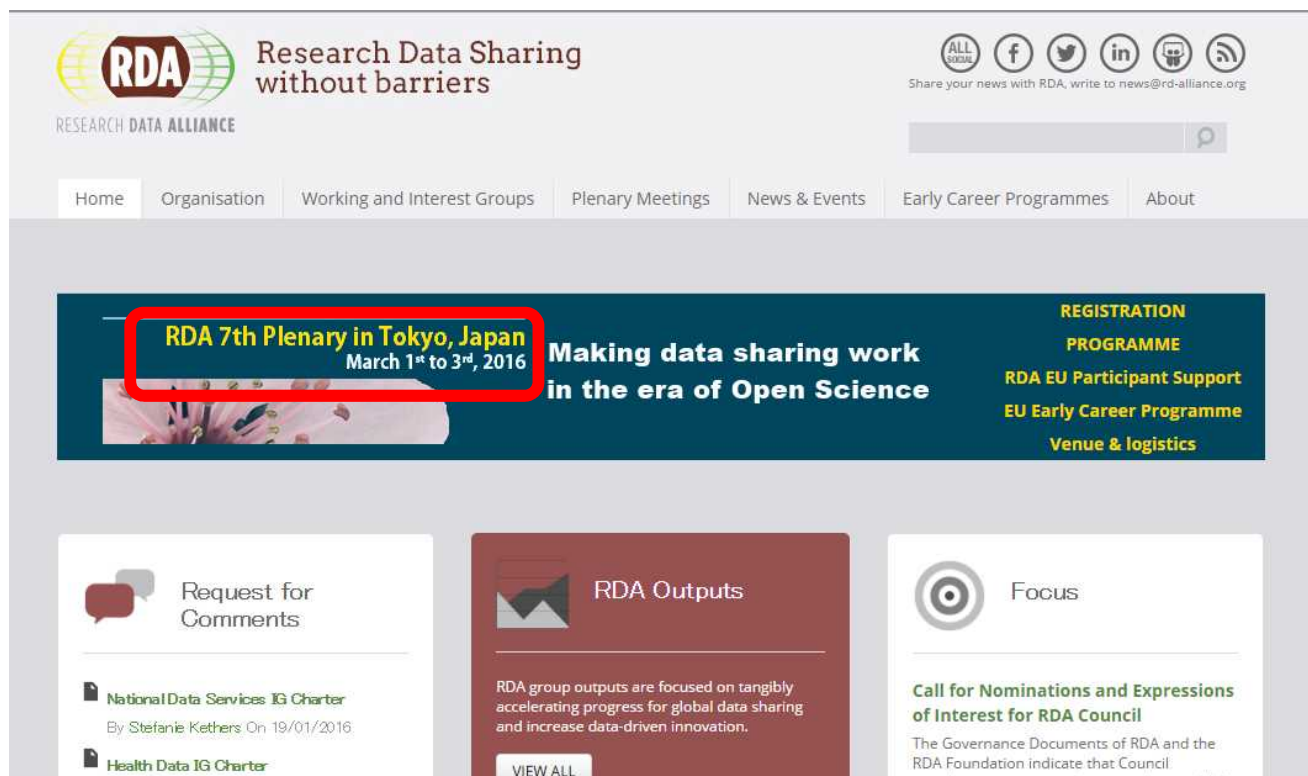 RDA
RESEARCH DATA ALLIANCE
Research Data Sharing
without barriers
ALL
SOCIAL
Share your news with RDA, write to news@rd-alliance.org
Home Organisation Working and Interest Groups Plenary Meetings News & Events Early Career Programmes About
RDA 7th Plenary in Tokyo, Japan
March 1st to 3rd, 2016
Making data sharing work
in the era of Open Science
REGISTRATION
PROGRAMME
RDA EU Participant Support
EU Early Career Programme
Venue & logistics
Request for
Comments
National Data Services IG Charter
By Stefanie Kethers On 19/01/2016
Health Data IG Charter
RDA Outputs
RDA group outputs are focused on tangibly
accelerating progress for global data sharing
and increase data-driven innovation.
VIEW ALL
Focus
Call for Nominations and Expressions
of Interest for RDA Council
The Governance Documents of RDA and the
RDA Foundation indicate that Council